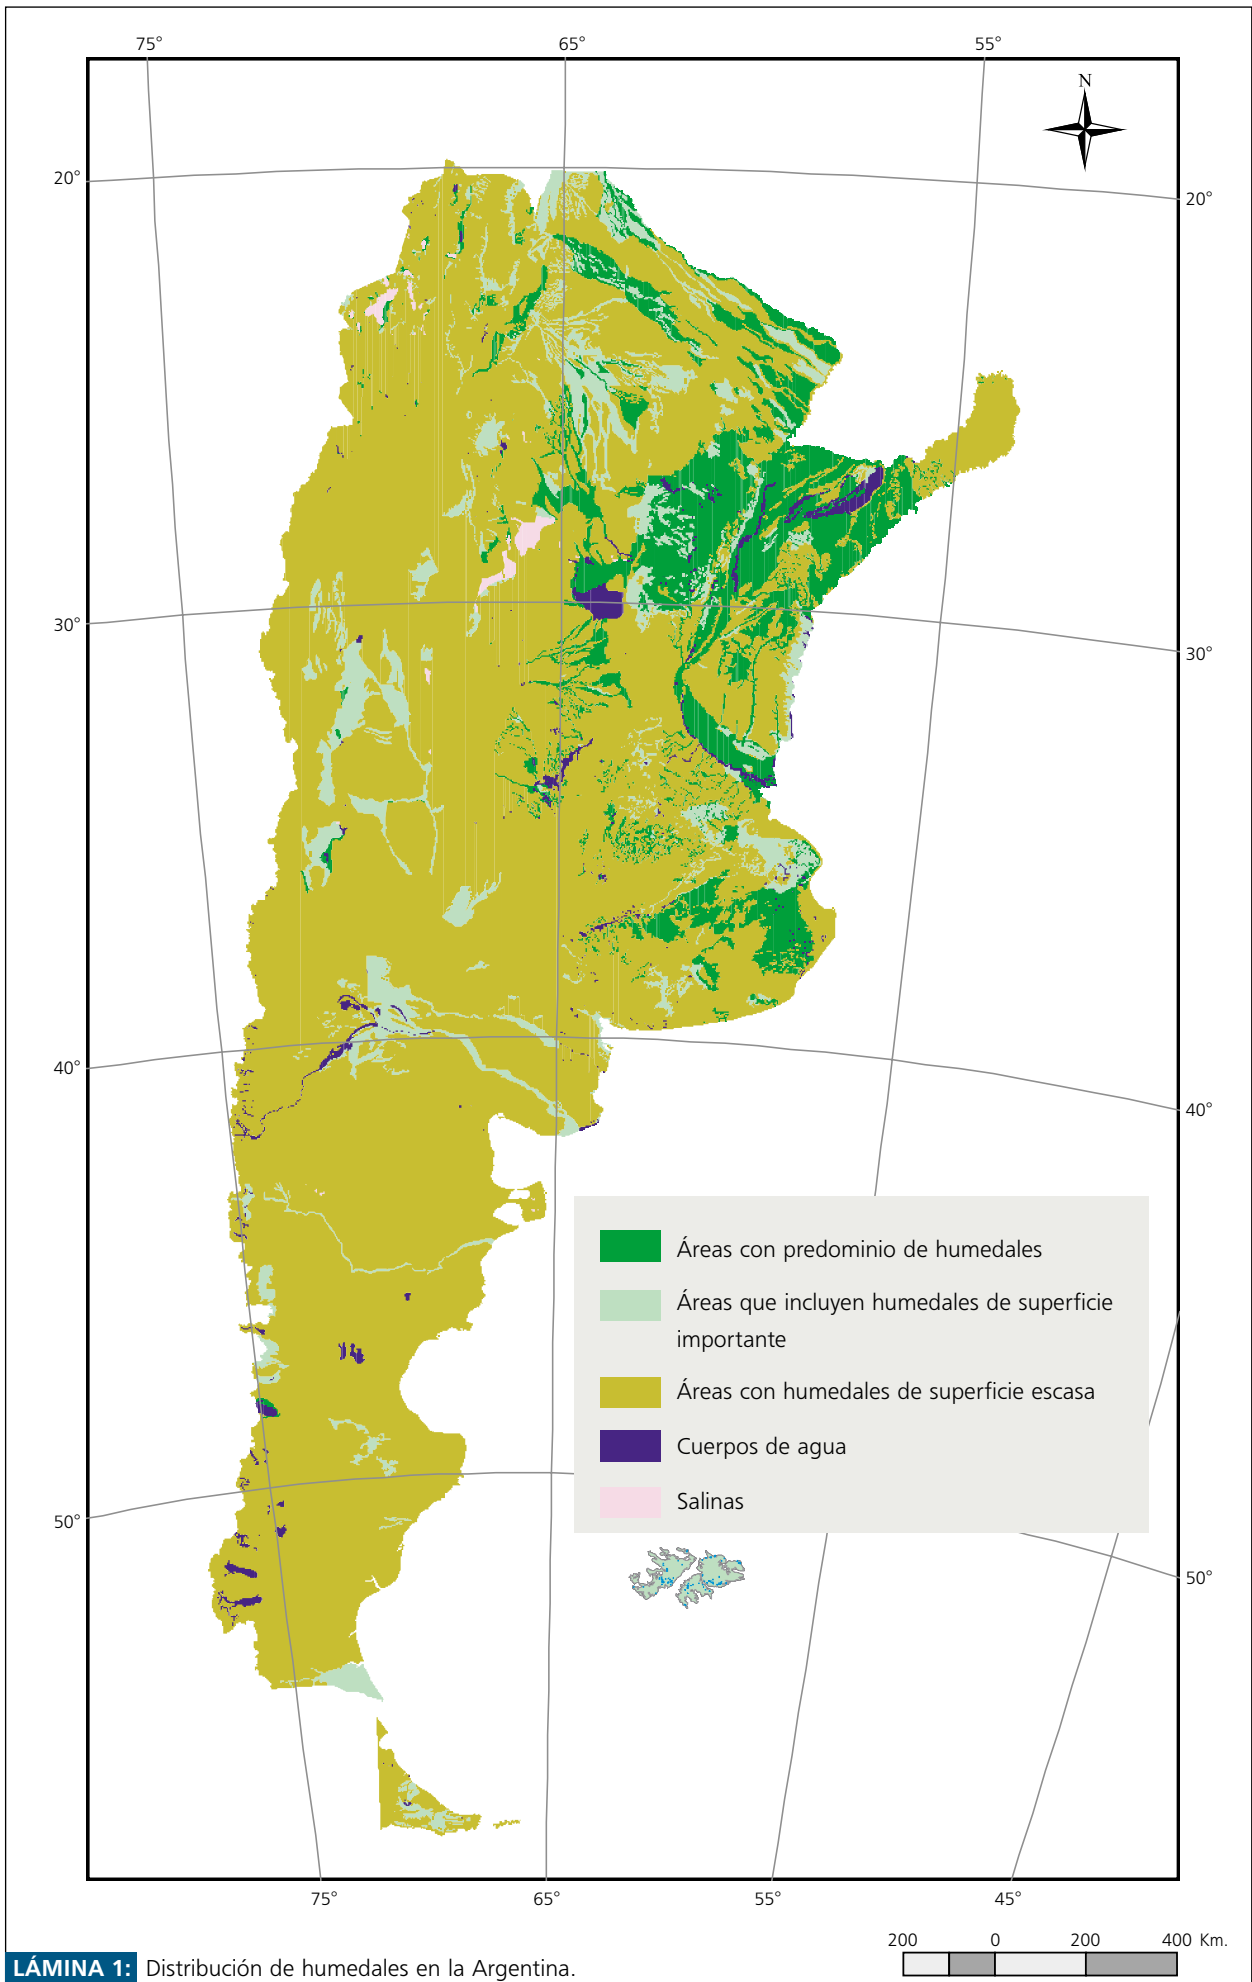 75°
65°
55°
N
20°
20°
30°
30°
40°
40°
Áreas con predominio de humedales
Áreas que incluyen humedales de superficie
importante
Áreas con humedales de superficie escasa
Cuerpos de agua
Salinas
50°
50°
75°
65°
55°
45°
200 0 200 400 Km.
LÁMINA 1: Distribución de humedales en la Argentina.